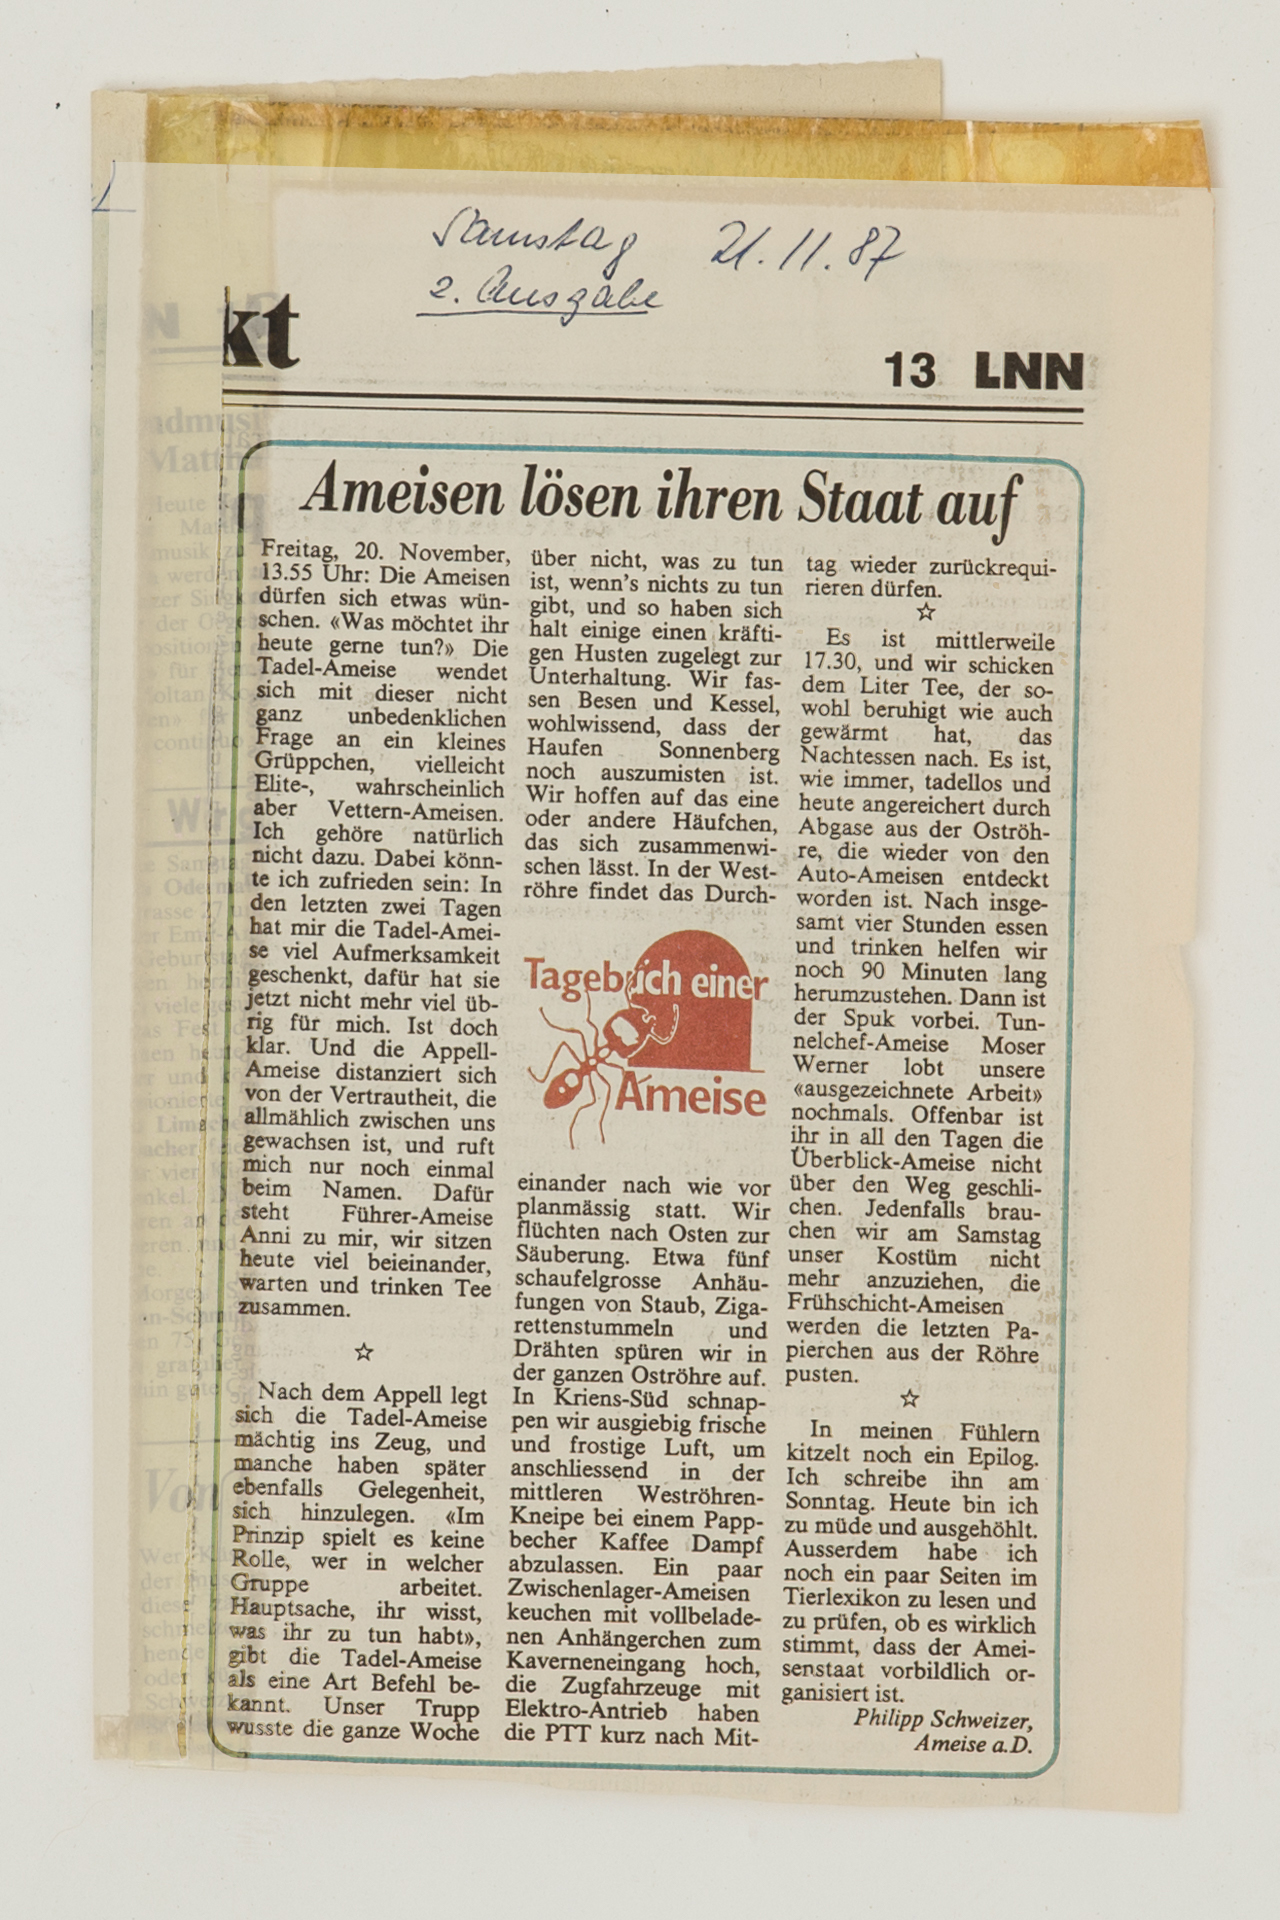 Samstag 21.11.87
2. Ausgabe
kt
13 LNN
Ameisen lösen ihren Staat auf
Freitag, 20. November,
13.55 Uhr: Die Ameisen
dürfen sich etwas wün-
schen. «Was möchtet ihr
heute gerne tun?» Die
Tadel-Ameise wendet
sich mit dieser nicht
ganz unbedenklichen
Frage an ein kleines
Grüppchen, vielleicht
Elite-, wahrscheinlich
aber Vettern-Ameisen.
Ich gehöre natürlich
nicht dazu. Dabei könn-
te ich zufrieden sein: In
den letzten zwei Tagen
hat mir die Tadel-Amei-
se viel Aufmerksamkeit
geschenkt, dafür hat sie
jetzt nicht mehr viel üb-
rig für mich. Ist doch
klar. Und die Appell-
Ameise distanziert sich
von der Vertrautheit, die
allmählich zwischen uns
gewachsen ist, und ruft
mich nur noch einmal
beim Namen. Dafür
steht Führer-Ameise
Anni zu mir, wir sitzen
heute viel beieinander,
warten und trinken Tee
zusammen.
☆
Nach dem Appell legt
sich die Tadel-Ameise
mächtig ins Zeug, und
manche haben später
ebenfalls Gelegenheit,
sich hinzulegen. «Im
Prinzip spielt es keine
Rolle, wer in welcher
Gruppe arbeitet.
Hauptsache, ihr wisst,
was ihr zu tun habt»,
gibt die Tadel-Ameise
als eine Art Befehl be-
kannt. Unser Trupp
wusste die ganze Woche
über nicht, was zu tun
ist, wenn's nichts zu tun
gibt, und so haben sich
halt einige einen kräfti-
gen Husten zugelegt zur
Unterhaltung. Wir fas-
sen Besen und Kessel,
wohlwissend, dass der
Haufen Sonnenberg
noch auszumisten ist.
Wir hoffen auf das eine
oder andere Häufchen,
das sich zusammenwi-
schen lässt. In der West-
röhre findet das Durch-
Tagebuch einer
Ameise
einander nach wie vor
planmässig statt. Wir
flüchten nach Osten zur
Säuberung. Etwa fünf
schaufelgrosse Anhäu-
fungen von Staub, Ziga-
rettenstummeln und
Drähten spüren wir in
der ganzen Oströhre auf.
In Kriens-Süd schnap-
pen wir ausgiebig frische
und frostige Luft, um
anschliessend in der
mittleren Weströhren-
Kneipe bei einem Papp-
becher Kaffee Dampf
abzulassen. Ein paar
Zwischenlager-Ameisen
keuchen mit vollbelade-
nen Anhängerchen zum
Kaverneneingang hoch,
die Zugfahrzeuge mit
Elektro-Antrieb haben
die PTT kurz nach Mit-
tag wieder zurückrequi-
rieren dürfen.
☆
Es ist mittlerweile
17.30, und wir schicken
dem Liter Tee, der so-
wohl beruhigt wie auch
gewärmt hat, das
Nachtessen nach. Es ist,
wie immer, tadellos und
heute angereichert durch
Abgase aus der Oströh-
re, die wieder von den
Auto-Ameisen entdeckt
worden ist. Nach insge-
samt vier Stunden essen
und trinken helfen wir
noch 90 Minuten lang
herumzustehen. Dann ist
der Spuk vorbei. Tun-
nelchef-Ameise Moser
Werner lobt unsere
«ausgezeichnete Arbeit»
nochmals. Offenbar ist
ihr in all den Tagen die
Überblick-Ameise nicht
über den Weg geschli-
chen. Jedenfalls brau-
chen wir am Samstag
unser Kostüm nicht
mehr anzuziehen, die
Frühschicht-Ameisen
werden die letzten Pa-
pierchen aus der Röhre
pusten.
☆
In meinen Fühlern
kitzelt noch ein Epilog.
Ich schreibe ihn am
Sonntag. Heute bin ich
zu müde und ausgehöhlt.
Ausserdem habe ich
noch ein paar Seiten im
Tierlexikon zu lesen und
zu prüfen, ob es wirklich
stimmt, dass der Amei-
senstaat vorbildlich or-
ganisiert ist.
Philipp Schweizer,
Ameise a.D.